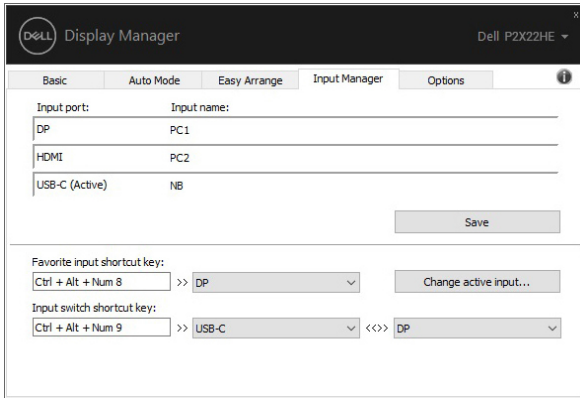 x
DELL Display Manager Dell P2X22HE
Basic Auto Mode Easy Arrange Input Manager Options i
Input port: Input name:
DP PC1
HDMI PC2
USB-C (Active) NB
Save
Favorite input shortcut key:
Ctrl + Alt + Num 8 >> DP Change active input...
Input switch shortcut key:
Ctrl + Alt + Num 9 >> USB-C <<>> DP